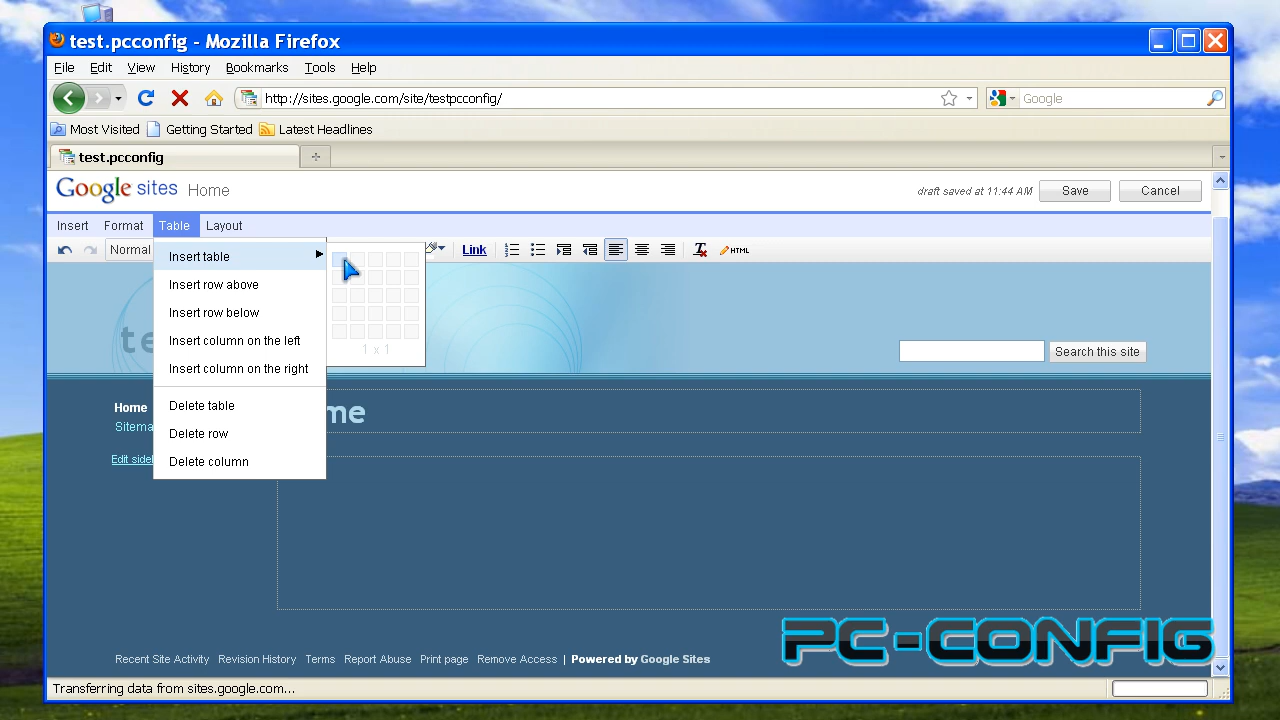 test.pcconfig - Mozilla Firefox
File Edit View History Bookmarks Tools Help
http://sites.google.com/site/testpcconfig/ Google
Most Visited Getting Started Latest Headlines
test.pcconfig
Google sites Home draft saved at 11:44 AM Save Cancel
Insert Format Table Layout
Normal Link HTML
Insert table
Insert row above
Insert row below
Insert column on the left
Insert column on the right
1 x 1
Delete table
Delete row
Delete column
te
Search this site
Home me
Sitema
Edit sidel
PC-CONFIG
Recent Site Activity Revision History Terms Report Abuse Print page Remove Access | Powered by Google Sites
Transferring data from sites.google.com...